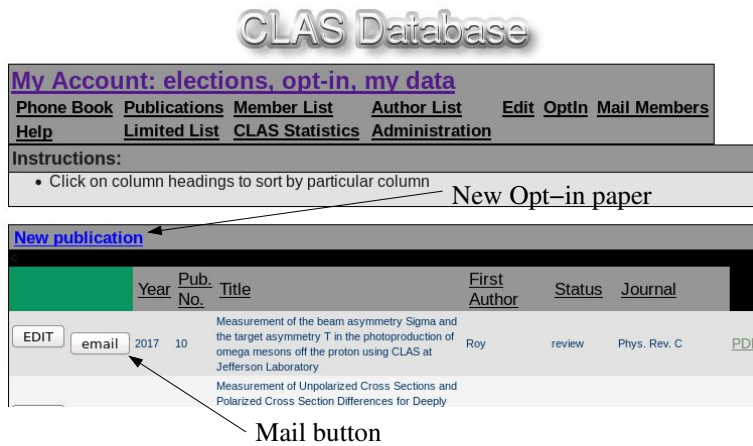 CLAS Database
My Account: elections, opt-in, my data
Phone Book Publications Member List Author List Edit OptIn Mail Members
Help Limited List CLAS Statistics Administration
Instructions:
• Click on column headings to sort by particular column
New Opt-in paper
New publication
<
Year Pub. No. Title First Author Status Journal
EDIT email 2017 10 Measurement of the beam asymmetry Sigma and Roy review Phys. Rev. C
the target asymmetry T in the photoproduction of
omega mesons off the proton using CLAS at
Jefferson Laboratory
Measurement of Unpolarized Cross Sections and
Polarized Cross Section Differences for Deeply
Mail button